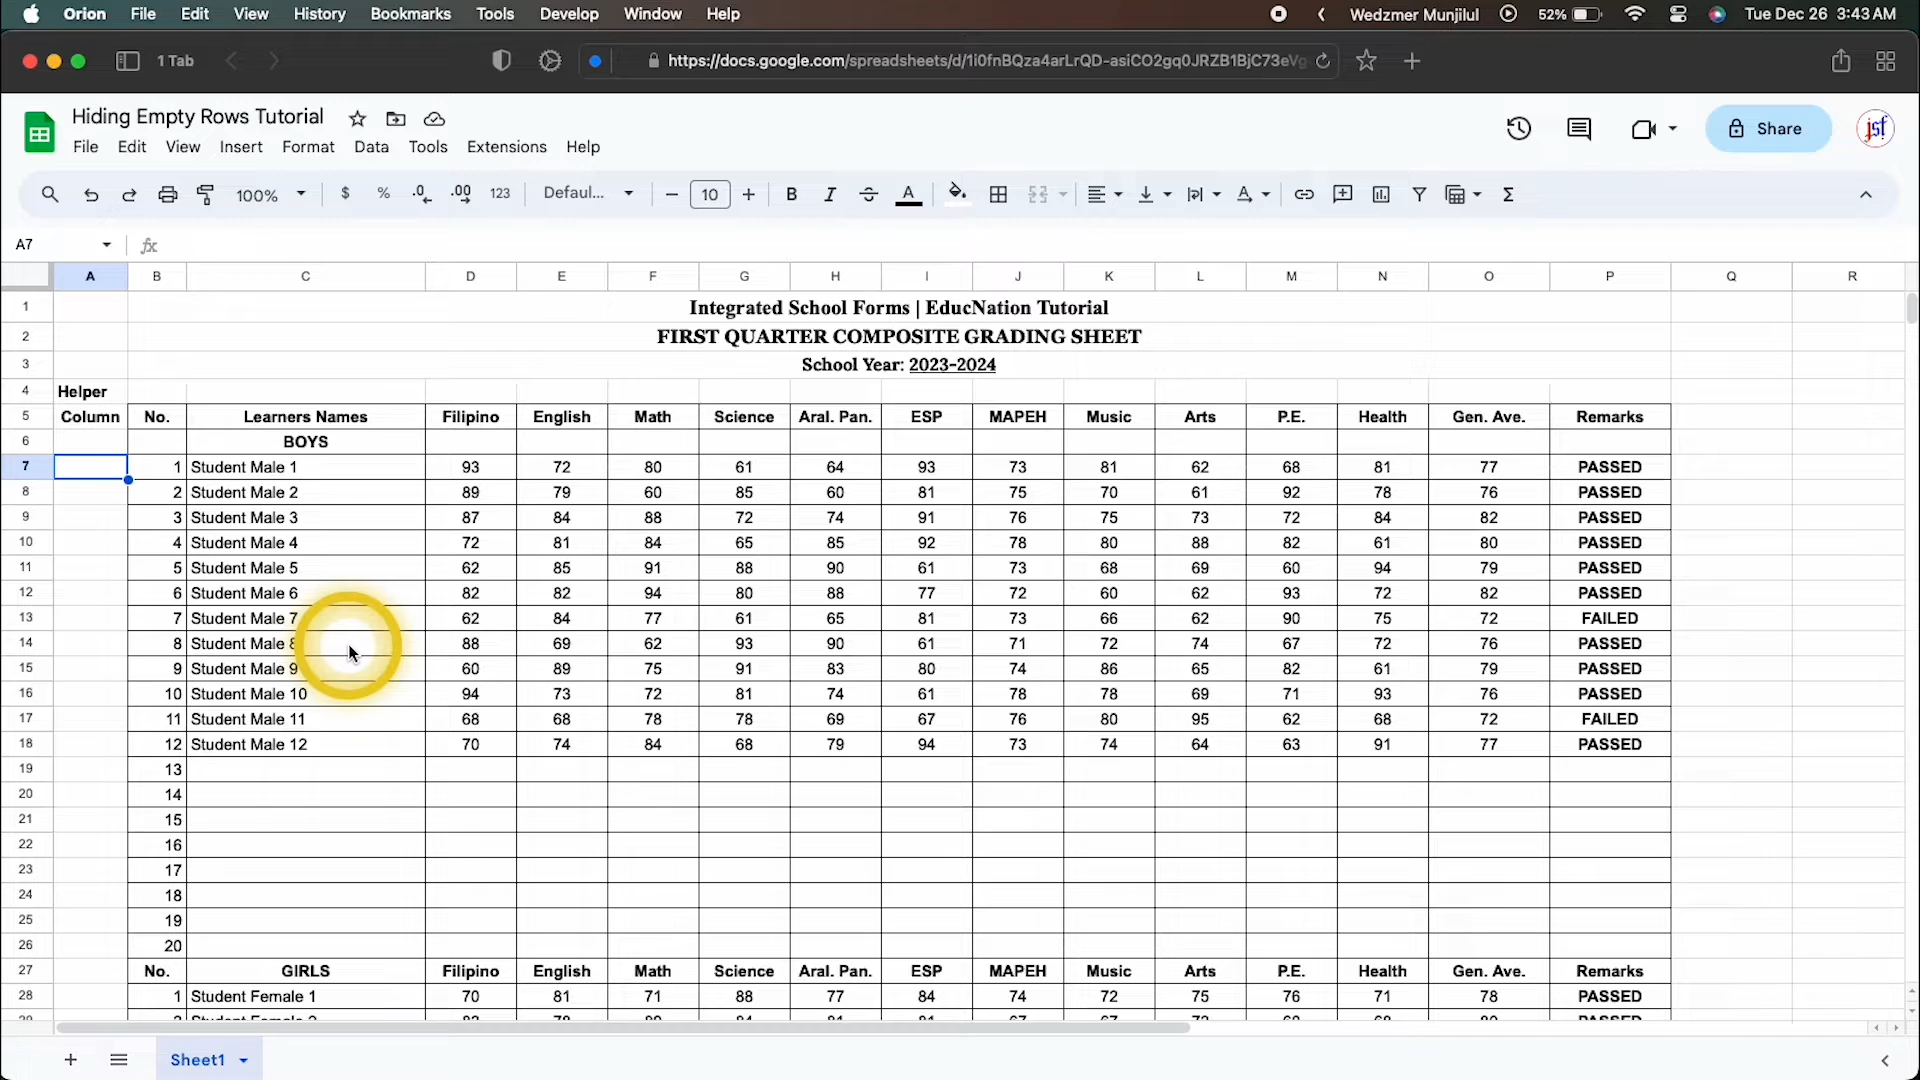 Orion File Edit View History Bookmarks Tools Develop Window Help Wedzmer Munjilul 52% Tue Dec 26 3:43 AM
1 Tab https://docs.google.com/spreadsheets/d/1i0fnBQza4arLrQD-asiCO2gq0JRZB1BjC73eVg
Hiding Empty Rows Tutorial
File Edit View Insert Format Data Tools Extensions Help Share jsf
100% $ % .0 .00 123 Defaul... 10 B I A
A7 fx
A B C D E F G H I J K L M N O P Q R
1 Integrated School Forms | EducNation Tutorial
2 FIRST QUARTER COMPOSITE GRADING SHEET
3 School Year: 2023-2024
4 Helper
5 Column No. Learners Names Filipino English Math Science Aral. Pan. ESP MAPEH Music Arts P.E. Health Gen. Ave. Remarks
6 BOYS
7 1 Student Male 1 93 72 80 61 64 93 73 81 62 68 81 77 PASSED
8 2 Student Male 2 89 79 60 85 60 81 75 70 61 92 78 76 PASSED
9 3 Student Male 3 87 84 88 72 74 91 76 75 73 72 84 82 PASSED
10 4 Student Male 4 72 81 84 65 85 92 78 80 88 82 61 80 PASSED
11 5 Student Male 5 62 85 91 88 90 61 73 68 69 60 94 79 PASSED
12 6 Student Male 6 82 82 94 80 88 77 72 60 62 93 72 82 PASSED
13 7 Student Male 7 62 84 77 61 65 81 73 66 62 90 75 72 FAILED
14 8 Student Male 8 88 69 62 93 90 61 71 72 74 67 72 76 PASSED
15 9 Student Male 9 60 89 75 91 83 80 74 86 65 82 61 79 PASSED
16 10 Student Male 10 94 73 72 81 74 61 78 78 69 71 93 76 PASSED
17 11 Student Male 11 68 68 78 78 69 67 76 80 95 62 68 72 FAILED
18 12 Student Male 12 70 74 84 68 79 94 73 74 64 63 91 77 PASSED
19 13
20 14
21 15
22 16
23 17
24 18
25 19
26 20
27 No. GIRLS Filipino English Math Science Aral. Pan. ESP MAPEH Music Arts P.E. Health Gen. Ave. Remarks
28 1 Student Female 1 70 81 71 88 77 84 74 72 75 76 71 78 PASSED
Sheet1